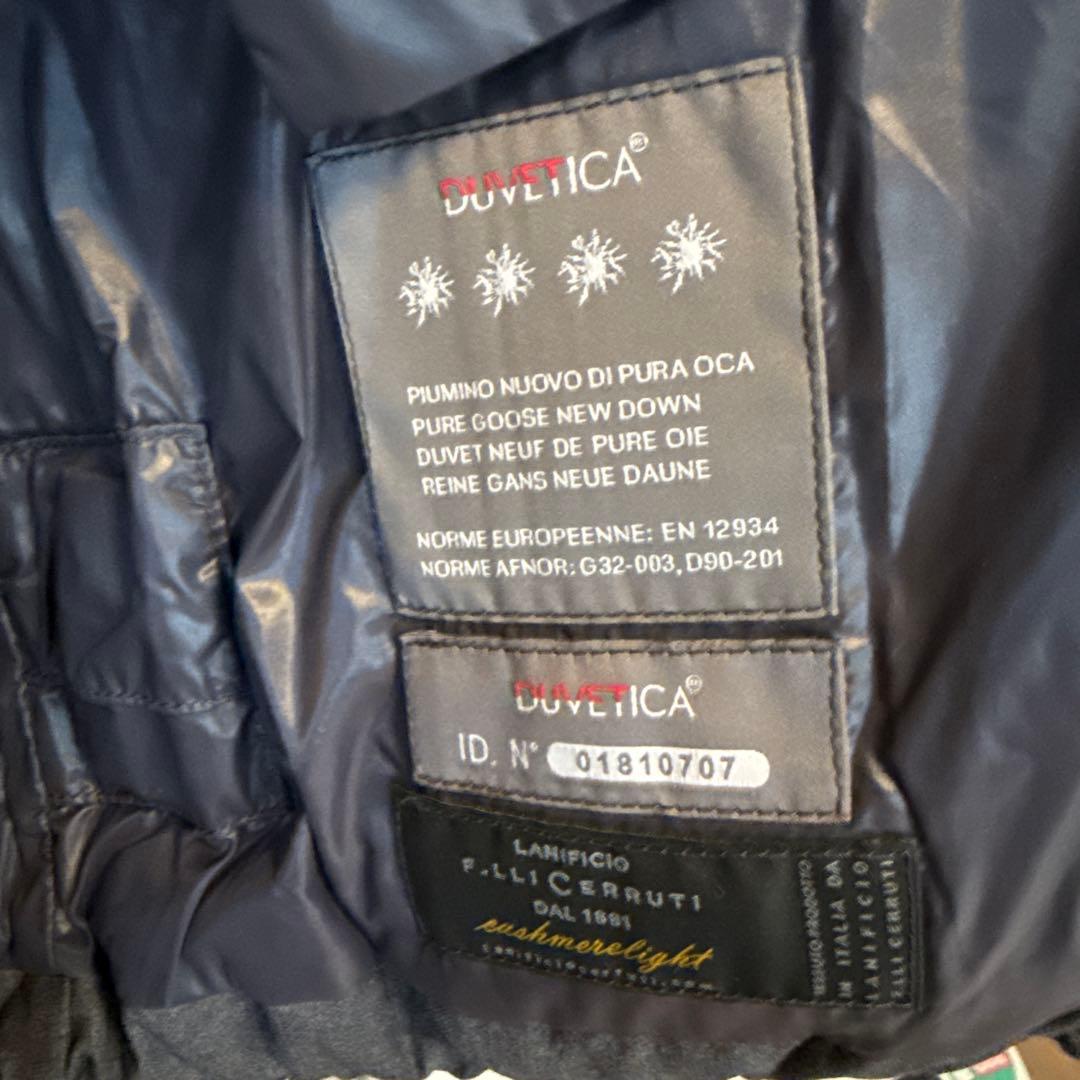 DUVETICA
PIUMINO NUOVO DI PURA OCA
PURE GOOSE NEW DOWN
DUVET NEUF DE PURE OIE
REINE GANS NEUE DAUNE
NORME EUROPEENNE: EN 12934
NORME AFNOR: G32-003, D90-201
DUVETICA
ID. N° 01810707
LANIFICIO
F.LLI CERRUTI
DAL 1881
cashmerelight
TESSUTO PRODOTTO
IN ITALIA DA
LANIFICIO
F.LLI CERRUTI